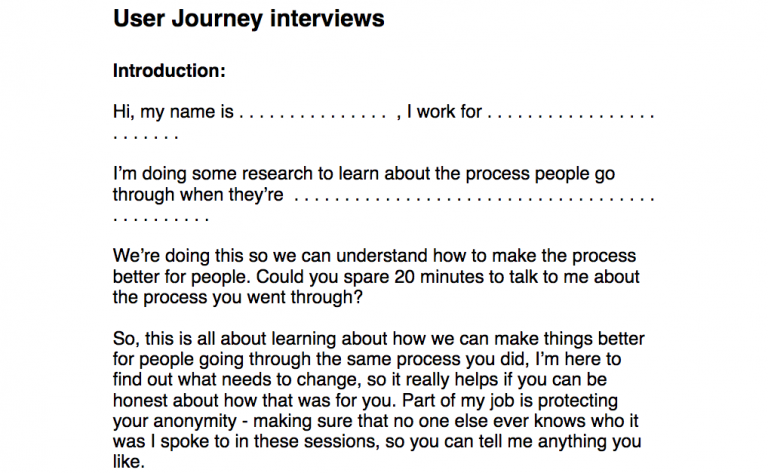 User Journey interviews
Introduction:
Hi, my name is . . . . . . . . . . . . . . . , I work for . . . . . . . . . . . . . . . . .
. . . . . . .
I’m doing some research to learn about the process people go
through when they’re . . . . . . . . . . . . . . . . . . . . . . . . . . . . . . . . . . . .
. . . . . . . . . .
We’re doing this so we can understand how to make the process
better for people. Could you spare 20 minutes to talk to me about
the process you went through?
So, this is all about learning about how we can make things better
for people going through the same process you did, I’m here to
find out what needs to change, so it really helps if you can be
honest about how that was for you. Part of my job is protecting
your anonymity - making sure that no one else ever knows who it
was I spoke to in these sessions, so you can tell me anything you
like.